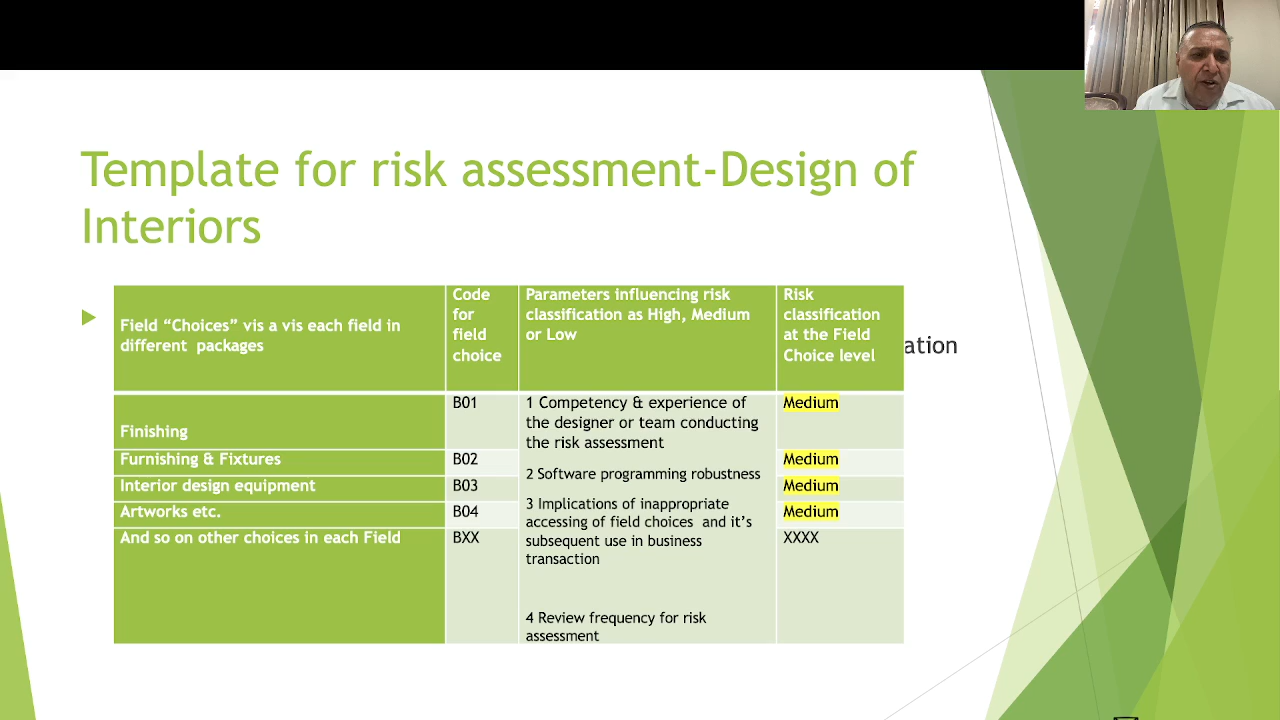 Template for risk assessment-Design of
Interiors
Field “Choices” vis a vis each field in
different packages
Code
for
field
choice
Parameters influencing risk
classification as High, Medium
or Low
Risk
classification
at the Field
Choice level
ation
Finishing
B01
1 Competency & experience of
the designer or team conducting
the risk assessment
Medium
Furnishing & Fixtures
B02
2 Software programming robustness
Medium
Interior design equipment
B03
3 Implications of inappropriate
accessing of field choices and it’s
subsequent use in business
transaction
Medium
Artworks etc.
B04
Medium
And so on other choices in each Field
BXX
4 Review frequency for risk
assessment
XXXX